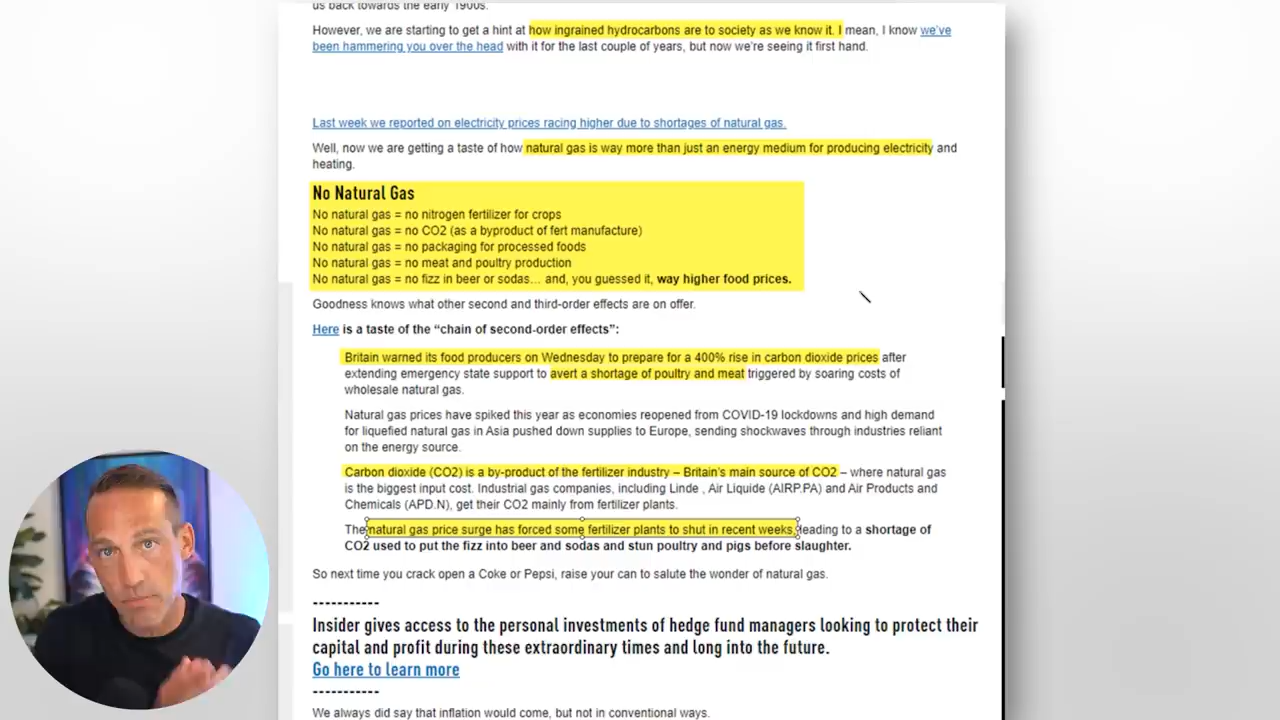 us back towards the early 1900s.
However, we are starting to get a hint at how ingrained hydrocarbons are to society as we know it. I mean, I know we've
been hammering you over the head with it for the last couple of years, but now we're seeing it first hand.
Last week we reported on electricity prices racing higher due to shortages of natural gas.
Well, now we are getting a taste of how natural gas is way more than just an energy medium for producing electricity and
heating.
No Natural Gas
No natural gas = no nitrogen fertilizer for crops
No natural gas = no CO2 (as a byproduct of fert manufacture)
No natural gas = no packaging for processed foods
No natural gas = no meat and poultry production
No natural gas = no fizz in beer or sodas... and, you guessed it, way higher food prices.
Goodness knows what other second and third-order effects are on offer.
Here is a taste of the “chain of second-order effects”:
Britain warned its food producers on Wednesday to prepare for a 400% rise in carbon dioxide prices after
extending emergency state support to avert a shortage of poultry and meat triggered by soaring costs of
wholesale natural gas.
Natural gas prices have spiked this year as economies reopened from COVID-19 lockdowns and high demand
for liquefied natural gas in Asia pushed down supplies to Europe, sending shockwaves through industries reliant
on the energy source.
Carbon dioxide (CO2) is a by-product of the fertilizer industry – Britain's main source of CO2 – where natural gas
is the biggest input cost. Industrial gas companies, including Linde , Air Liquide (AIRP.PA) and Air Products and
Chemicals (APD.N), get their CO2 mainly from fertilizer plants.
The natural gas price surge has forced some fertilizer plants to shut in recent weeks, leading to a shortage of
CO2 used to put the fizz into beer and sodas and stun poultry and pigs before slaughter.
So next time you crack open a Coke or Pepsi, raise your can to salute the wonder of natural gas.
-----------
Insider gives access to the personal investments of hedge fund managers looking to protect their
capital and profit during these extraordinary times and long into the future.
Go here to learn more
-----------
We always did say that inflation would come, but not in conventional ways.